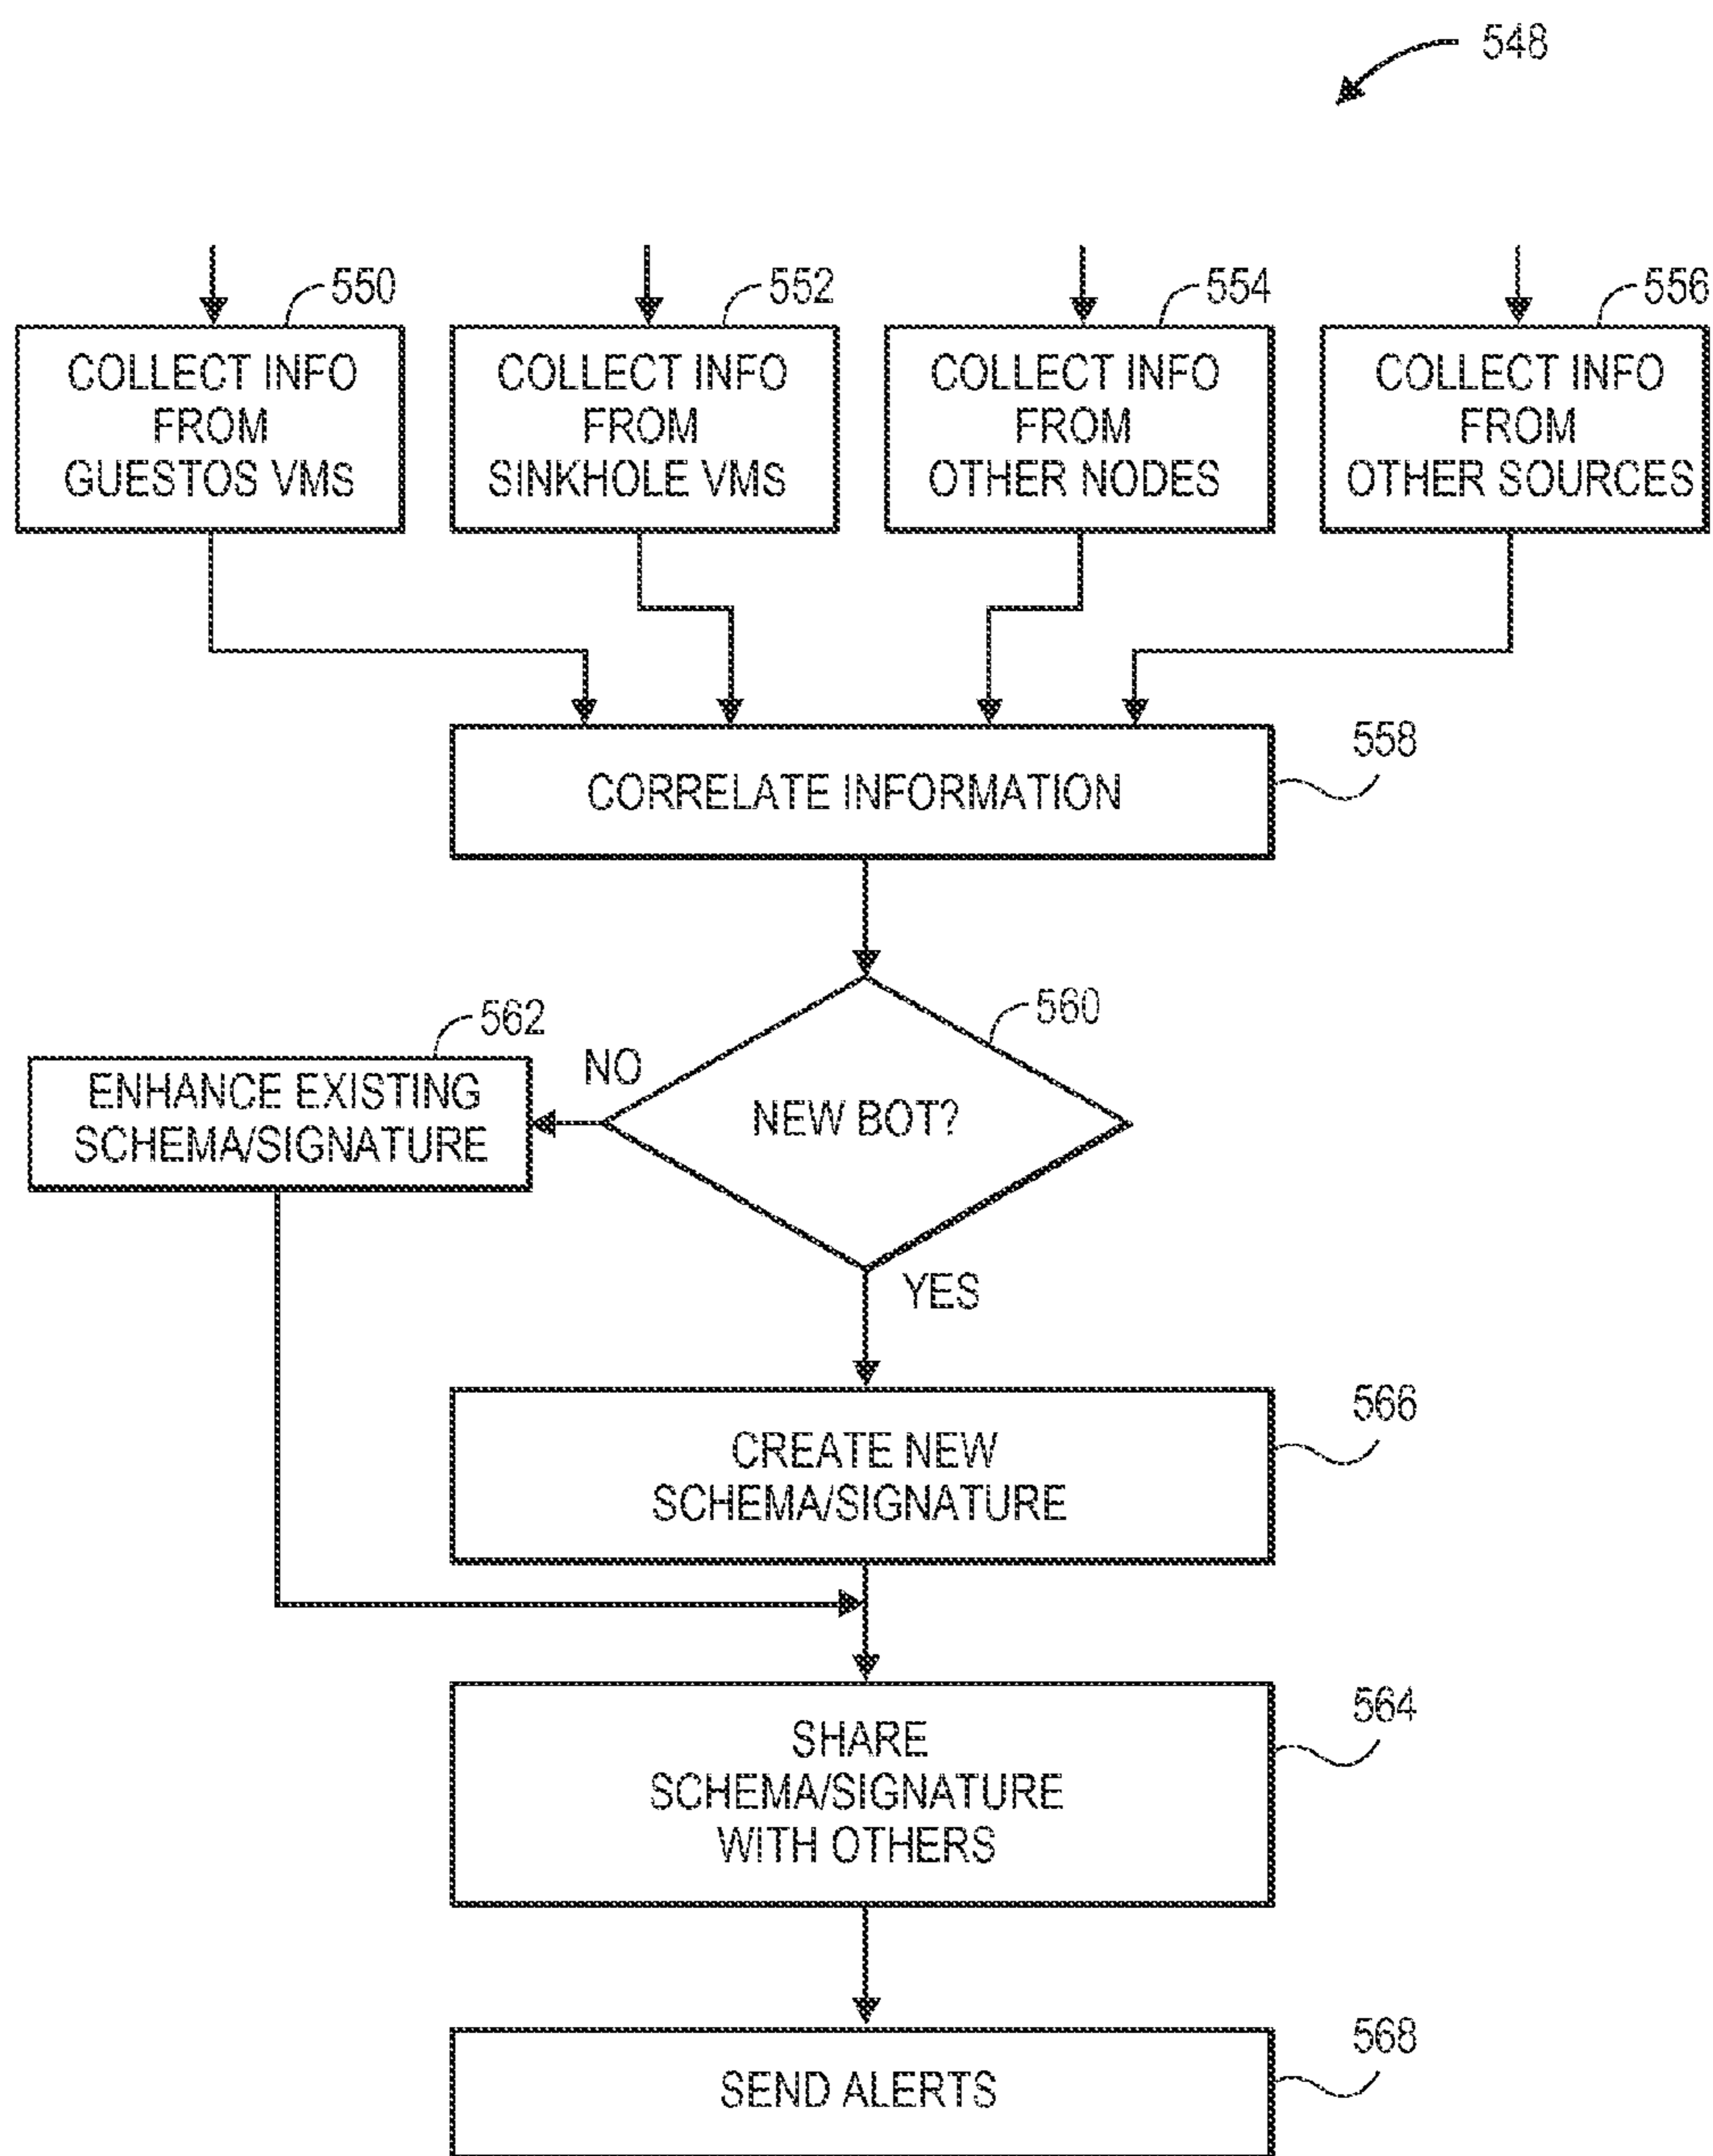 548
550
COLLECT INFO
FROM
GUESTOS VMS
552
COLLECT INFO
FROM
SINKHOLE VMS
554
COLLECT INFO
FROM
OTHER NODES
556
COLLECT INFO
FROM
OTHER SOURCES
558
CORRELATE INFORMATION
560
NEW BOT?
NO
562
ENHANCE EXISTING
SCHEMA/SIGNATURE
YES
566
CREATE NEW
SCHEMA/SIGNATURE
564
SHARE
SCHEMA/SIGNATURE
WITH OTHERS
568
SEND ALERTS